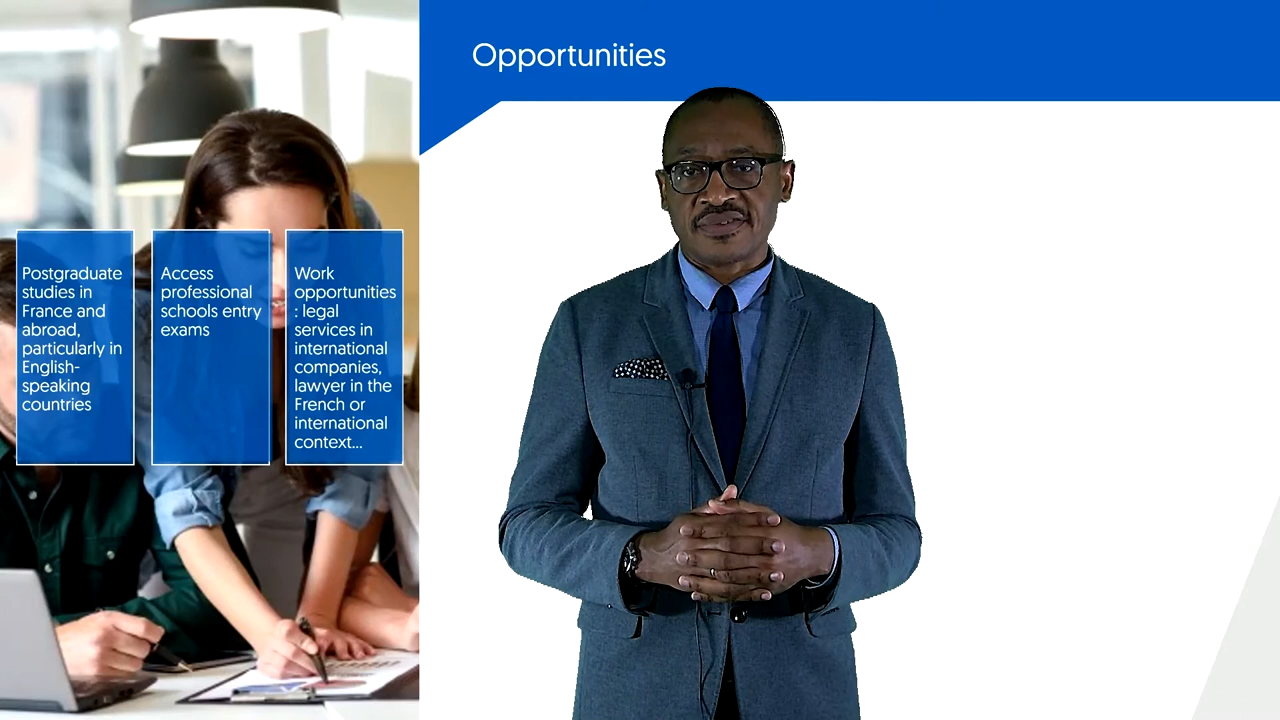 Opportunities
Postgraduate
studies in
France and
abroad,
particularly in
English-
speaking
countries
Access
professional
schools entry
exams
Work
opportunities
: legal
services in
international
companies,
lawyer in the
French or
international
context...